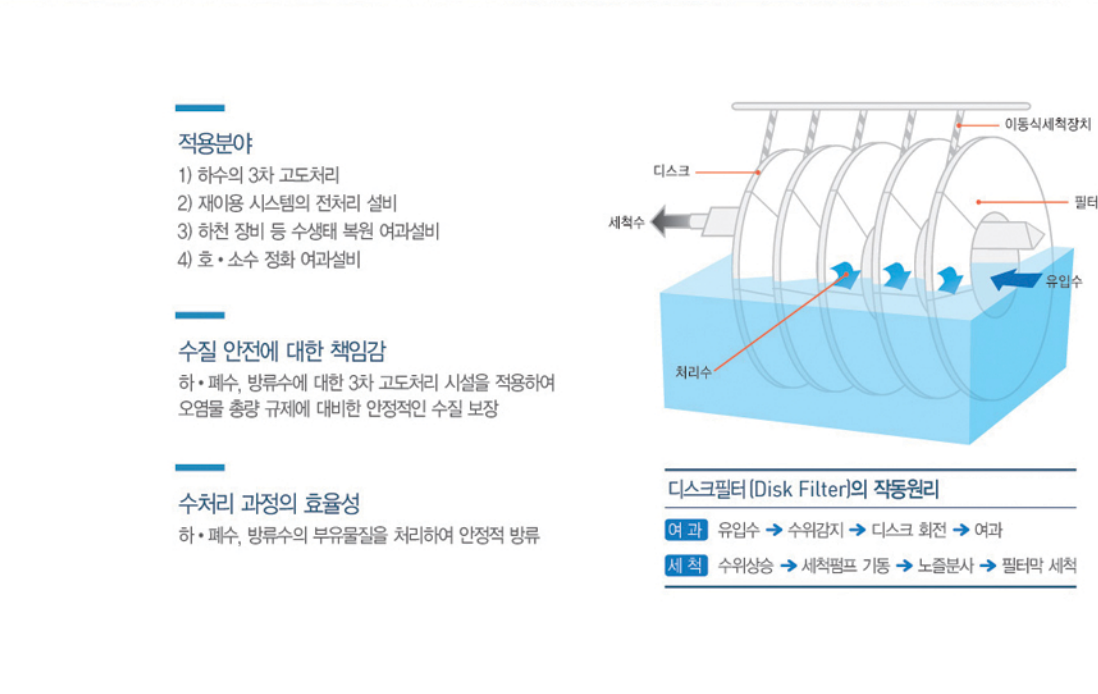 적용분야
1) 하수의 3차 고도처리
2) 재이용 시스템의 전처리 설비
3) 하천 장비 등 수생태 복원 여과설비
4) 호 • 소수 정화 여과설비
수질 안전에 대한 책임감
하 • 폐수, 방류수에 대한 3차 고도처리 시설을 적용하여
오염물 총량 규제에 대비한 안정적인 수질 보장
수처리 과정의 효율성
하 • 폐수, 방류수의 부유물질을 처리하여 안정적 방류
이동식세척장치
디스크
필터
세척수
유입수
처리수
디스크필터(Disk Filter)의 작동원리
여 과 유입수 → 수위감지 → 디스크 회전 → 여과
세 척 수위상승 → 세척펌프 기동 → 노즐분사 → 필터막 세척